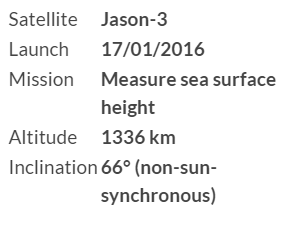 Satellite Jason-3
Launch 17/01/2016
Mission Measure sea surface
height
Altitude 1336 km
Inclination 66° (non-sun-
synchronous)